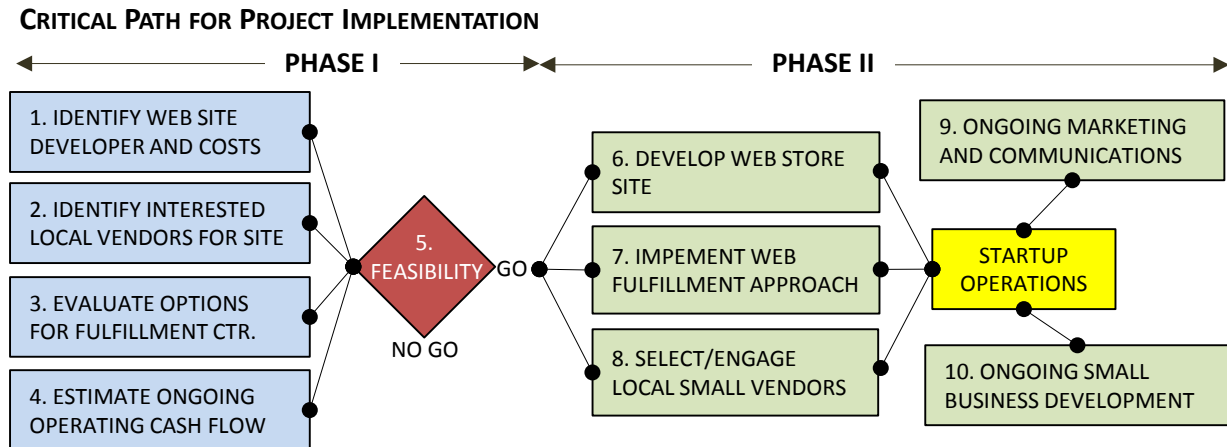 CRITICAL PATH FOR PROJECT IMPLEMENTATION
PHASE I
PHASE II
1. IDENTIFY WEB SITE
DEVELOPER AND COSTS
2. IDENTIFY INTERESTED
LOCAL VENDORS FOR SITE
3. EVALUATE OPTIONS
FOR FULFILLMENT CTR.
4. ESTIMATE ONGOING
OPERATING CASH FLOW
5.
FEASIBILITY
GO
NO GO
6. DEVELOP WEB STORE
SITE
7. IMPEMENT WEB
FULFILLMENT APPROACH
8. SELECT/ENGAGE
LOCAL SMALL VENDORS
9. ONGOING MARKETING
AND COMMUNICATIONS
STARTUP
OPERATIONS
10. ONGOING SMALL
BUSINESS DEVELOPMENT